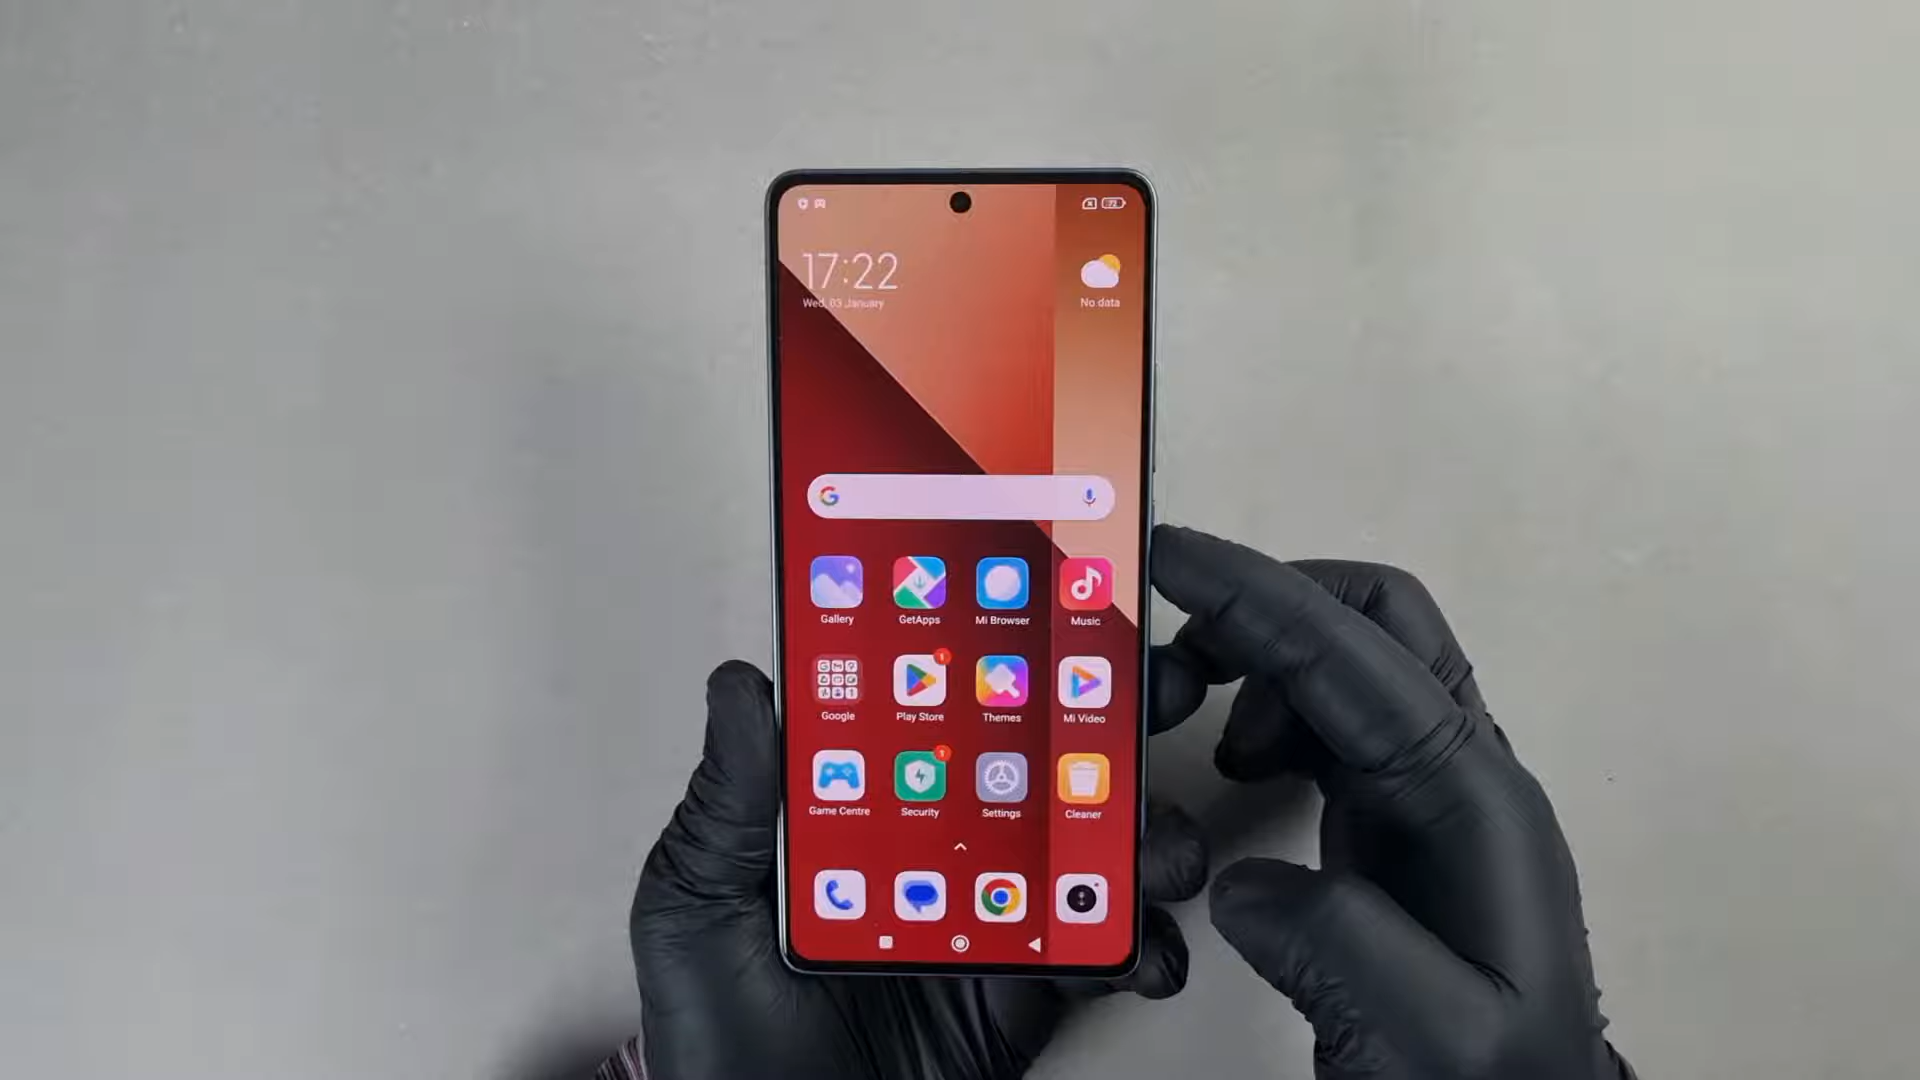 72
17:22
Wed, 03 January
No data
Gallery
GetApps
Mi Browser
Music
Google
Play Store
Themes
Mi Video
Game Centre
Security
Settings
Cleaner